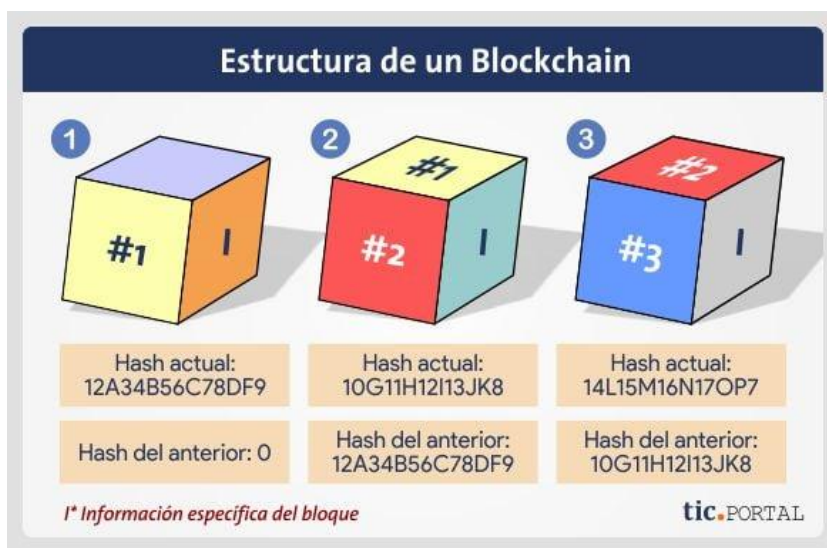 Estructura de un Blockchain
1
2
3
#1
I
#1
#2
I
#2
#3
I
Hash actual:
12A34B56C78DF9
Hash actual:
10G11H12I13JK8
Hash actual:
14L15M16N17OP7
Hash del anterior: 0
Hash del anterior:
12A34B56C78DF9
Hash del anterior:
10G11H12I13JK8
I* Información específica del bloque
tic.PORTAL